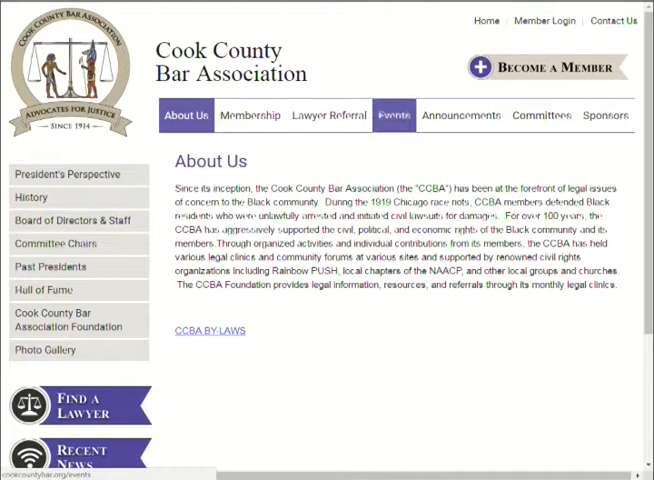 Home | Member Login | Contact Us
COOK COUNTY BAR ASSOCIATION
ADVOCATES FOR JUSTICE
SINCE 1914
Cook County
Bar Association
BECOME A MEMBER
About Us Membership Lawyer Referral Events Announcements Committees Sponsors
President's Perspective
History
Board of Directors & Staff
Committee Chairs
Past Presidents
Hull of Fume
Cook County Bar
Association Foundation
Photo Gallery
FIND A
LAWYER
RECENT
NEWS
About Us
Since its inception, the Cook County Bar Association (the "CCBA") has been at the forefront of legal issues
of concern to the Black community. During the 1919 Chicago race riots, CCBA members defended Black
residents who were unlawfully arrested and initiated civil lawsuits for damages. For over 100 years, the
CCBA has aggressively supported the civil, political, and economic rights of the Black community and its
members.Through organized activities and individual contributions from its members, the CCBA has held
various legal clinics and community forums at various sites and supported by renowned civil rights
organizations including Rainbow PUSH, local chapters of the NAACP, and other local groups and churches.
The CCBA Foundation provides legal information, resources, and referrals through its monthly legal clinics.
CCBA BY-LAWS
cookcountybar.org/events